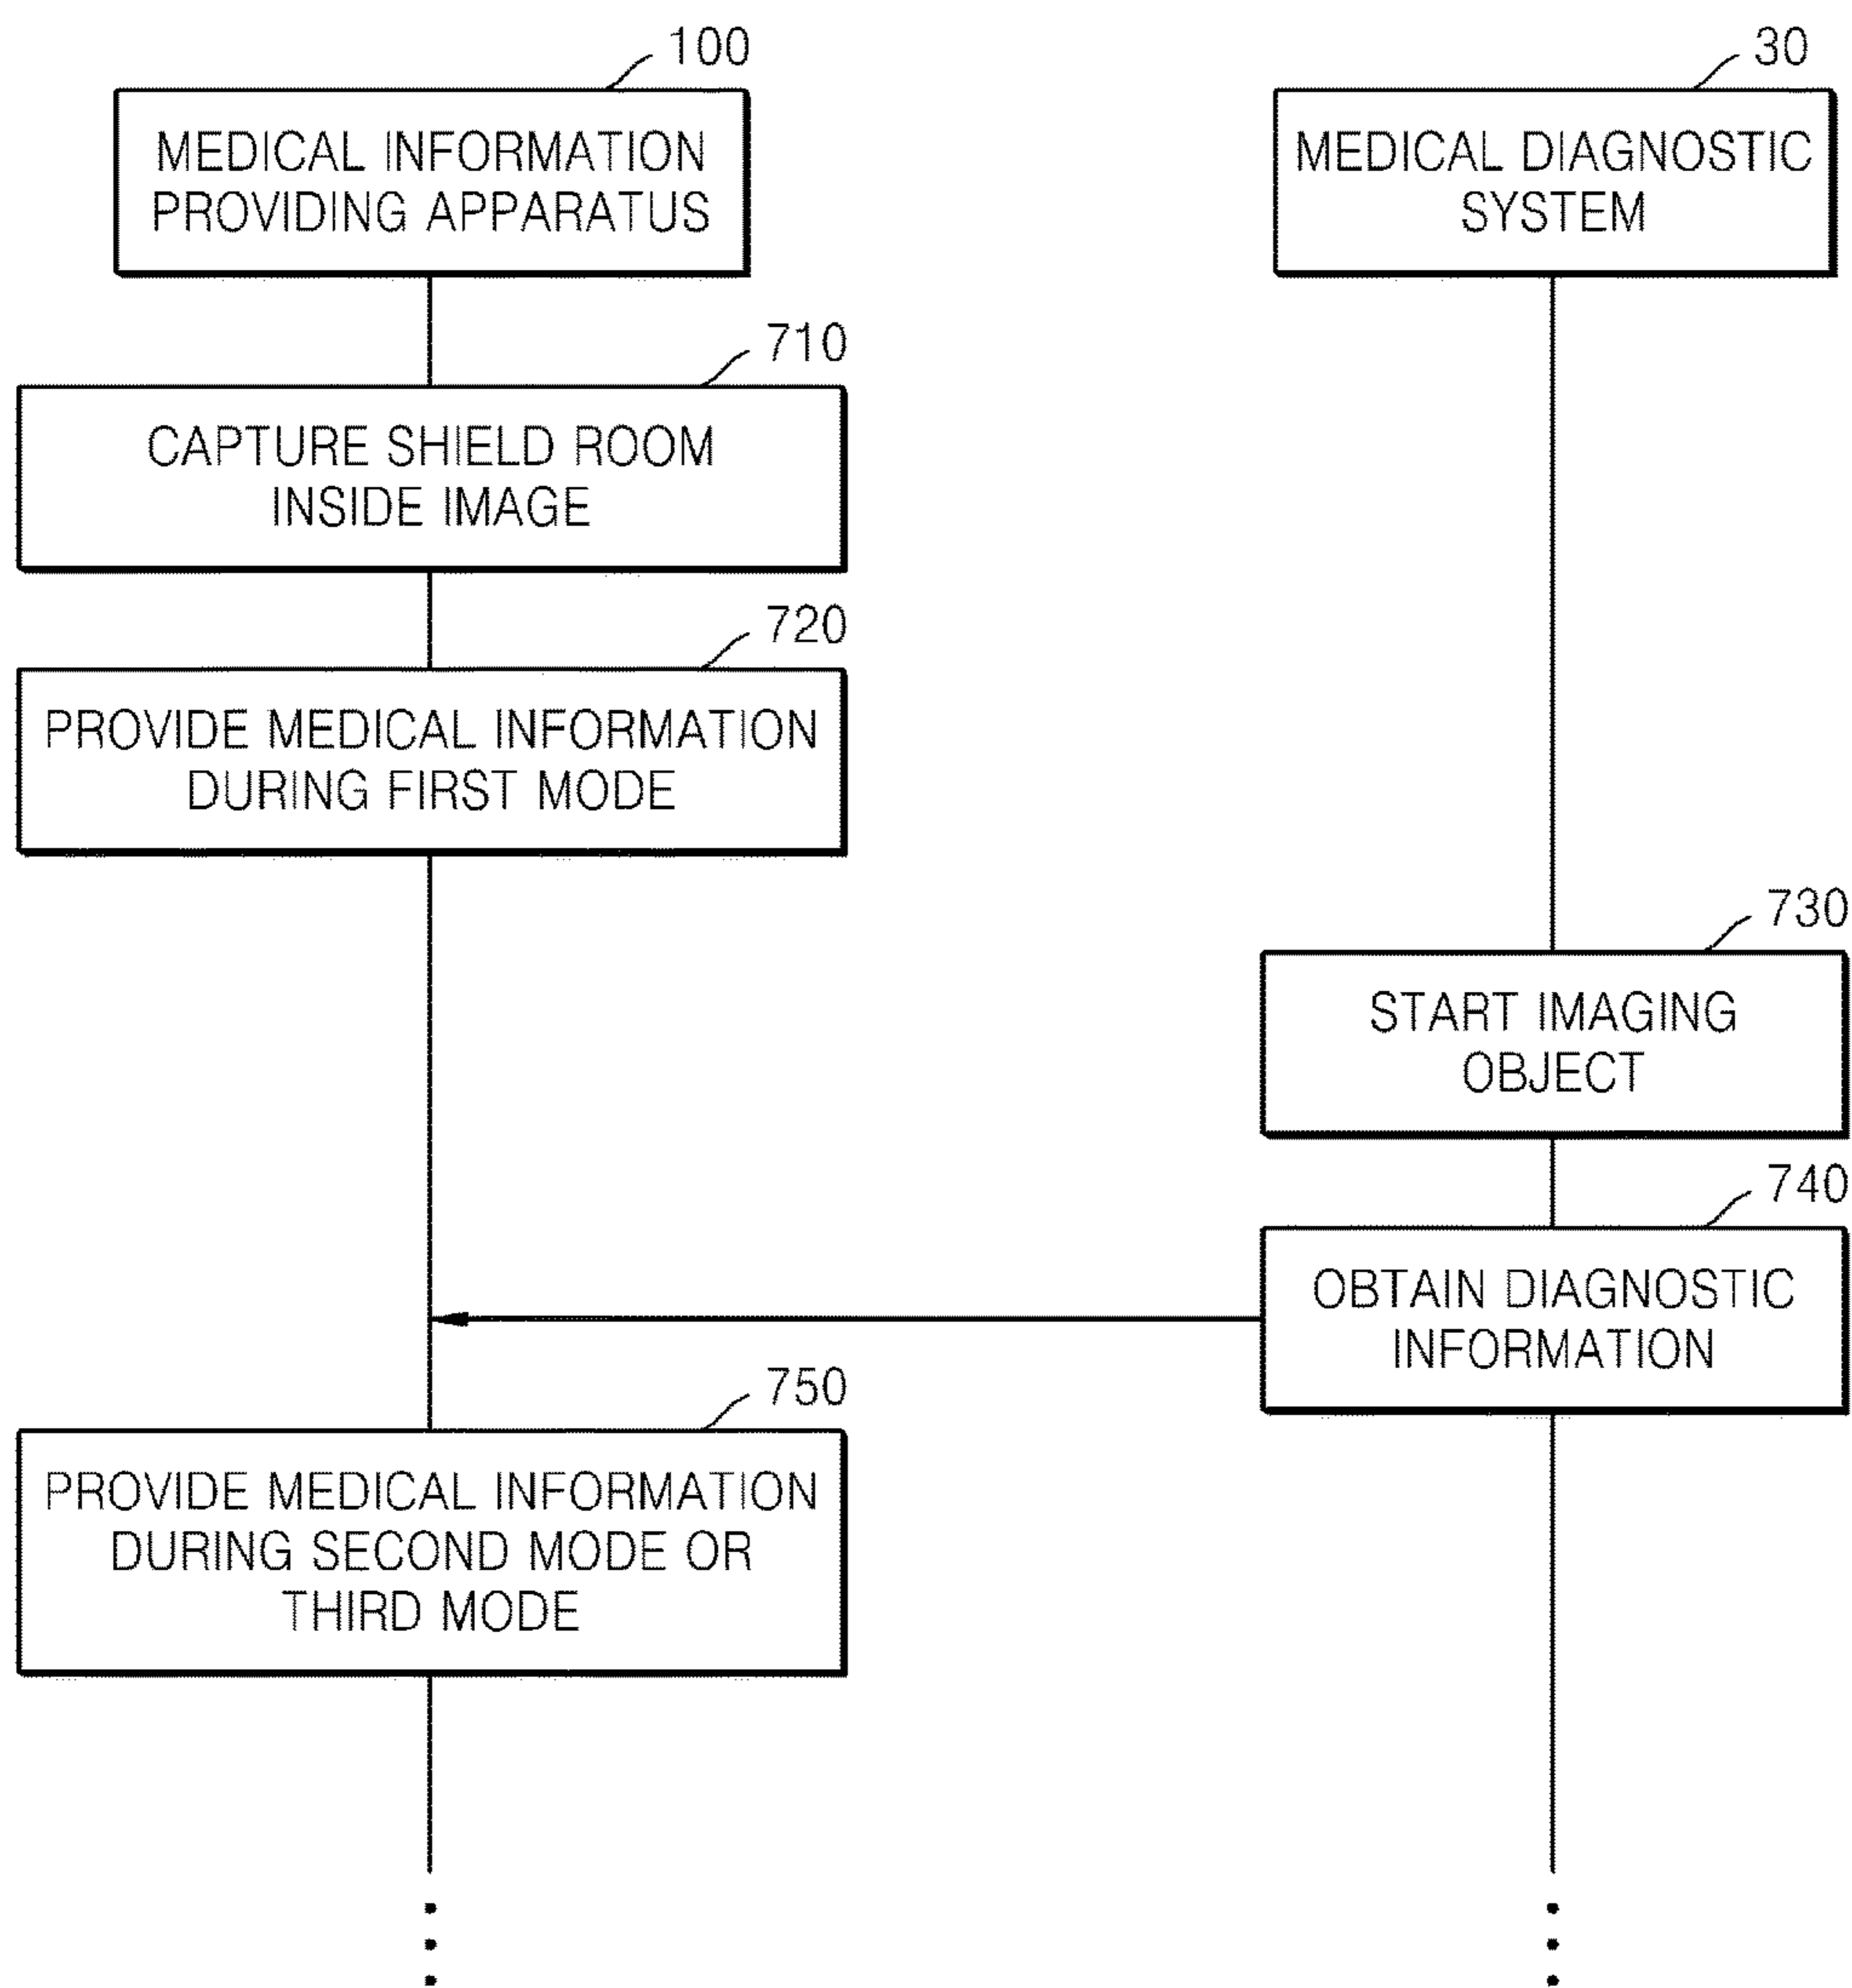 100
MEDICAL INFORMATION
PROVIDING APPARATUS
30
MEDICAL DIAGNOSTIC
SYSTEM
710
CAPTURE SHIELD ROOM
INSIDE IMAGE
720
PROVIDE MEDICAL INFORMATION
DURING FIRST MODE
730
START IMAGING
OBJECT
740
OBTAIN DIAGNOSTIC
INFORMATION
750
PROVIDE MEDICAL INFORMATION
DURING SECOND MODE OR
THIRD MODE